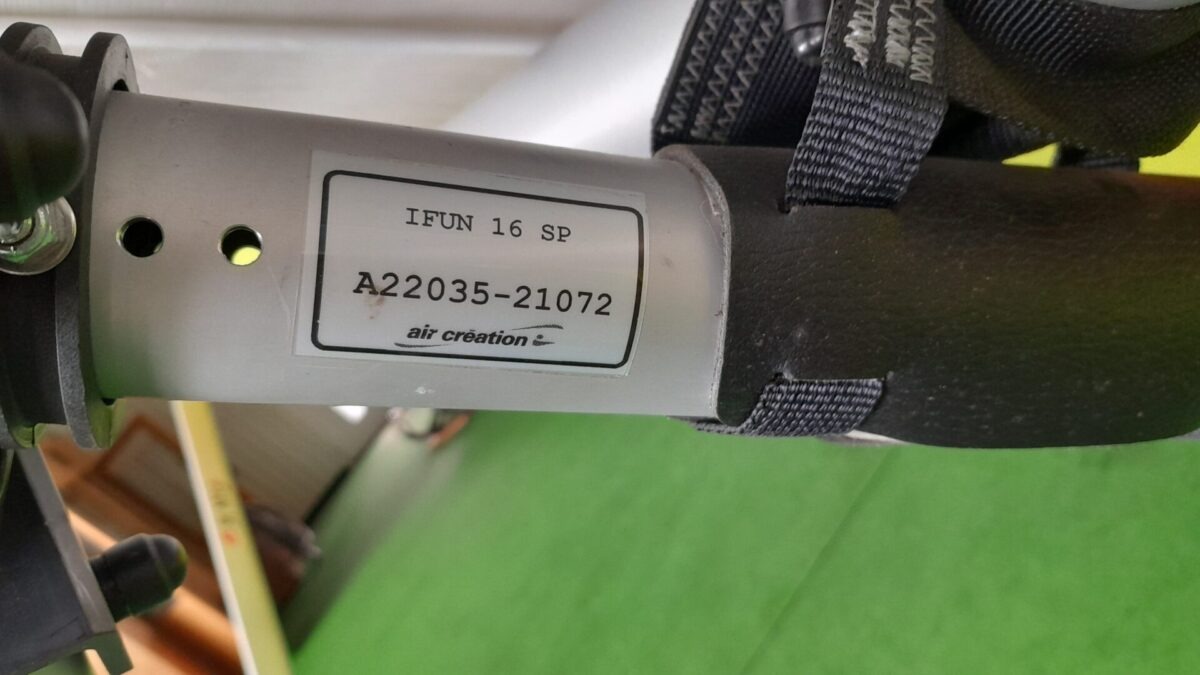 IFUN 16 SP
A22035-21072
air création